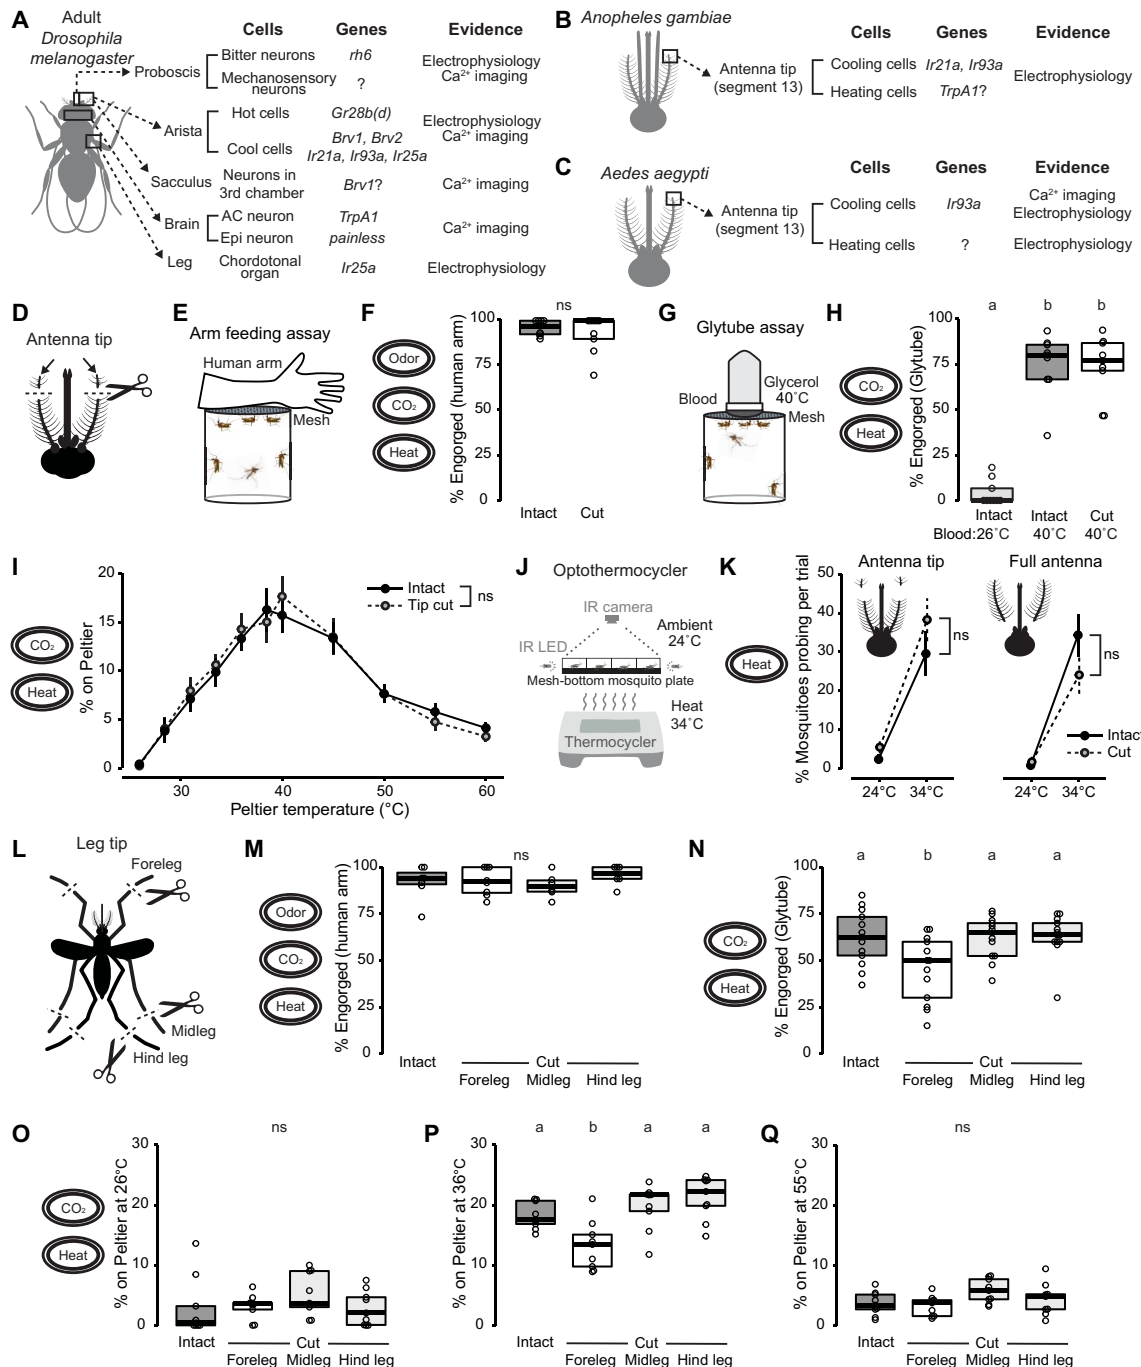 A
Adult
Drosophila
melanogaster
Cells Genes Evidence
Proboscis
Bitter neurons rh6
Mechanosensory
neurons
?
Electrophysiology
Ca²⁺ imaging
Arista
Hot cells Gr28b(d)
Cool cells
Brv1, Brv2
Ir21a, Ir93a, Ir25a
Electrophysiology
Ca²⁺ imaging
Sacculus
Neurons in
3rd chamber
Brv1? Ca²⁺ imaging
Brain
AC neuron TrpA1
Epi neuron painless
Ca²⁺ imaging
Leg
Chordotonal
organ
Ir25a Electrophysiology
B
Anopheles gambiae
Cells Genes Evidence
Antenna tip
(segment 13)
Cooling cells Ir21a, Ir93a
Heating cells TrpA1?
Electrophysiology
C
Aedes aegypti
Cells Genes Evidence
Antenna tip
(segment 13)
Cooling cells Ir93a
Ca²⁺ imaging
Electrophysiology
Heating cells ? Electrophysiology
D
Antenna tip
E
Arm feeding assay
Human arm
Mesh
F
Odor
CO₂
Heat
% Engorged (human arm)
ns
100
75
50
25
0
Intact Cut
G
Glytube assay
Glycerol
40°C
Blood
Mesh
H
CO₂
Heat
% Engorged (Glytube)
a b b
100
75
50
25
0
Intact Intact Cut
Blood:26°C 40°C 40°C
I
CO₂
Heat
% on Peltier
20
15
10
5
0
Intact
Tip cut
ns
30 40 50 60
Peltier temperature (°C)
J
Optothermocycler
IR camera
Ambient
24°C
IR LED
Mesh-bottom mosquito plate
Heat
34°C
Thermocycler
K
Heat
% Mosquitoes probing per trial
50
40
30
20
10
0
Antenna tip Full antenna
ns
ns
Intact
Cut
24°C 34°C 24°C 34°C
L
Leg tip
Foreleg
Midleg
Hind leg
M
Odor
CO₂
Heat
% Engorged (human arm)
ns
100
75
50
25
0
Intact Cut
Foreleg Midleg Hind leg
N
CO₂
Heat
% Engorged (Glytube)
a b a a
100
75
50
25
0
Intact Cut
Foreleg Midleg Hind leg
O
CO₂
Heat
% on Peltier at 26°C
ns
30
20
10
0
Intact Cut
Foreleg Midleg Hind leg
P
% on Peltier at 36°C
a b a a
30
20
10
0
Intact Cut
Foreleg Midleg Hind leg
Q
% on Peltier at 55°C
ns
30
20
10
0
Intact Cut
Foreleg Midleg Hind leg